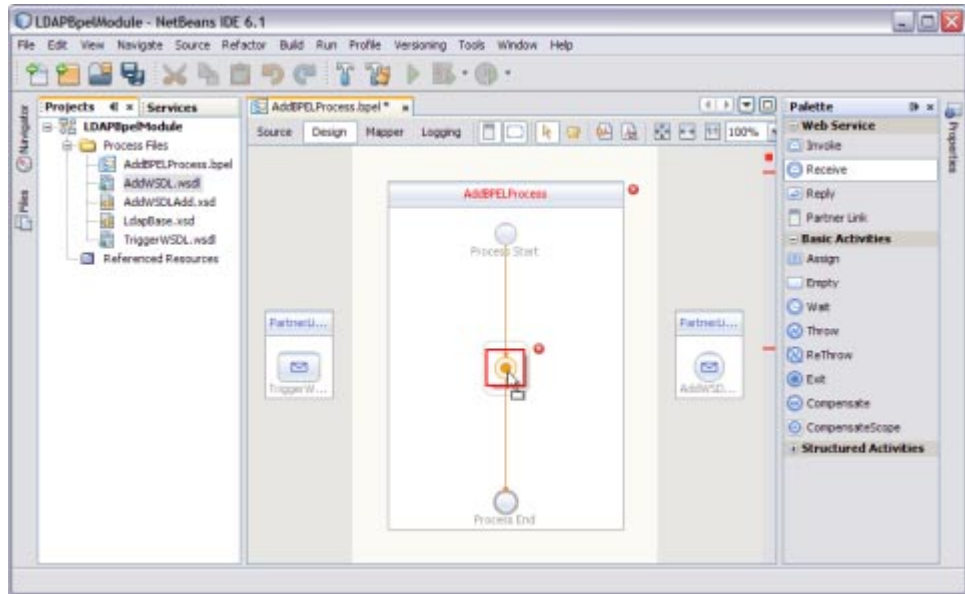 LDAPBpelModule - NetBeans IDE 6.1
File Edit View Navigate Source Refactor Build Run Profile Versioning Tools Window Help
Navigator
Files
Projects
Services
LDAPBpelModule
Process Files
AddBPELProcess.bpel
AddWSDL.wsdl
AddWSDLAdd.xsd
LdapBase.xsd
TriggerWSDL.wsdl
Referenced Resources
AddBPELProcess.bpel *
Source Design Mapper Logging 100%
AddBPELProcess
Process Start
PartnerLi...
TriggerW...
PartnerLi...
AddWSD...
Process End
Palette
Web Service
Invoke
Receive
Reply
Partner Link
Basic Activities
Assign
Empty
Wait
Throw
ReThrow
Exit
Compensate
CompensateScope
Structured Activities
Properties